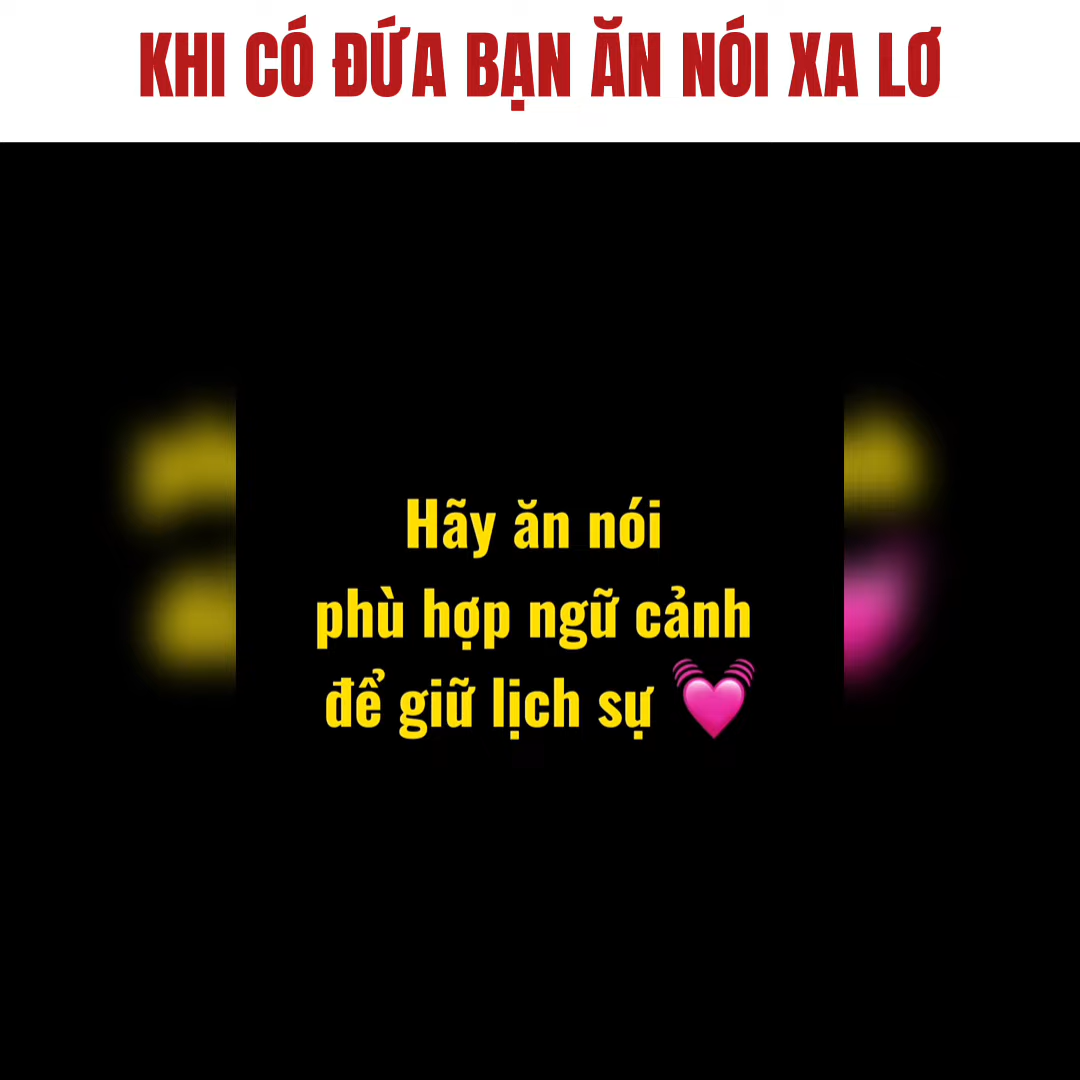 KHI CÓ ĐỨA BẠN ĂN NÓI XA LƠ
Hãy ăn nói
phù hợp ngữ cảnh
để giữ lịch sự 💓